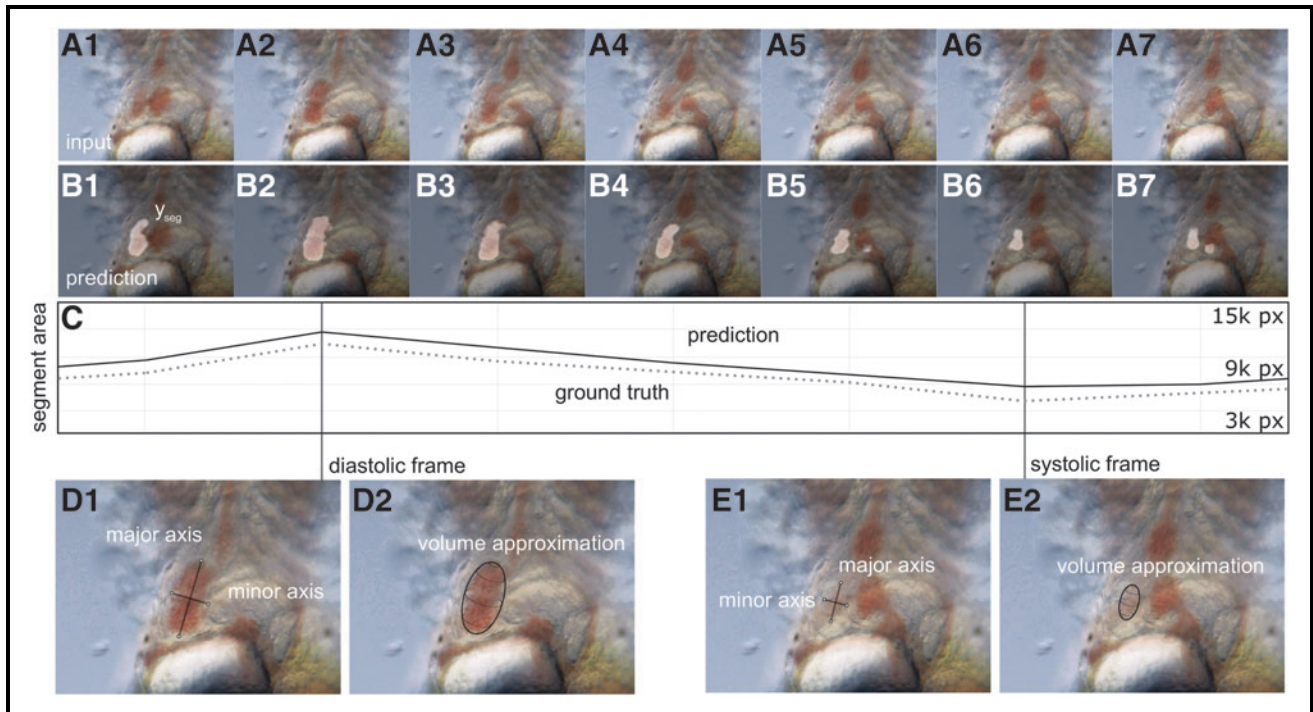 A1 A2 A3 A4 A5 A6 A7
input
B1 B2 B3 B4 B5 B6 B7
y_seg
prediction
C
segment area
15k px
prediction
9k px
ground truth
3k px
diastolic frame
systolic frame
D1 D2 E1 E2
major axis
minor axis
volume approximation
major axis
minor axis
volume approximation